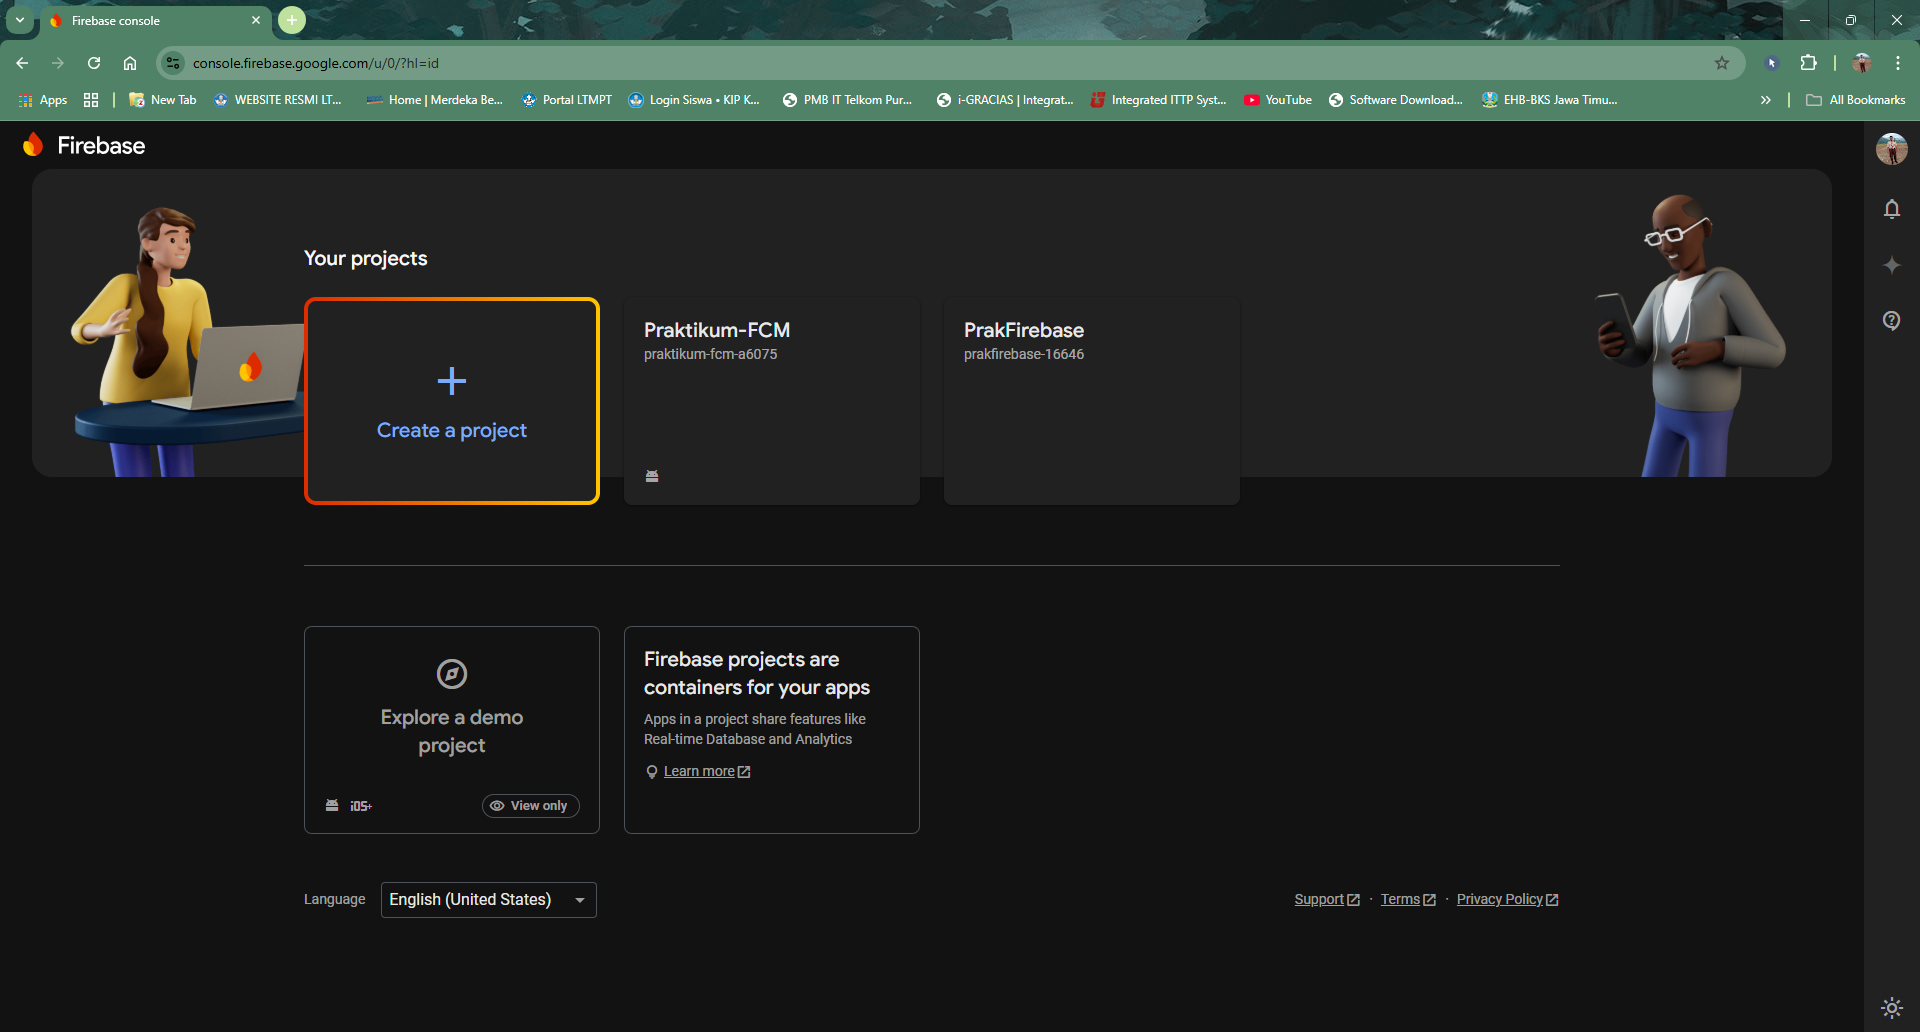 Firebase console
console.firebase.google.com/u/0/?hl=id
Apps
New Tab
WEBSITE RESMI LT...
Home | Merdeka Be...
Portal LTMPT
Login Siswa • KIP K...
PMB IT Telkom Pur...
i-GRACIAS | Integrat...
Integrated ITTP Syst...
YouTube
Software Download...
EHB-BKS Jawa Timu...
All Bookmarks
Firebase
Your projects
Create a project
Praktikum-FCM
praktikum-fcm-a6075
PrakFirebase
prakfirebase-16646
Explore a demo
project
iOS+
View only
Firebase projects are
containers for your apps
Apps in a project share features like
Real-time Database and Analytics
Learn more
Language
English (United States)
Support · Terms · Privacy Policy